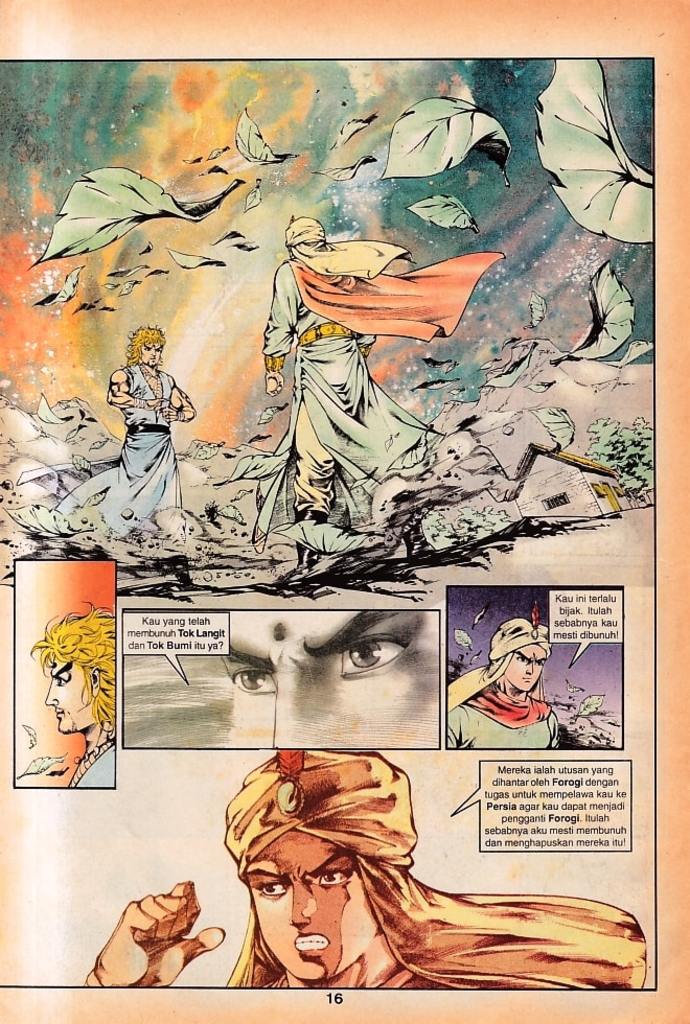 Kau yang telah
membunuh Tok Langit
dan Tok Bumi itu ya?
Kau ini terlalu
bijak. Itulah
sebabnya kau
mesti dibunuh!
Mereka ialah utusan yang
dihantar oleh Forogi dengan
tugas untuk mempelawa kau ke
Persia agar kau dapat menjadi
pengganti Forogi. Itulah
sebabnya aku mesti membunuh
dan menghapuskan mereka itu!
16